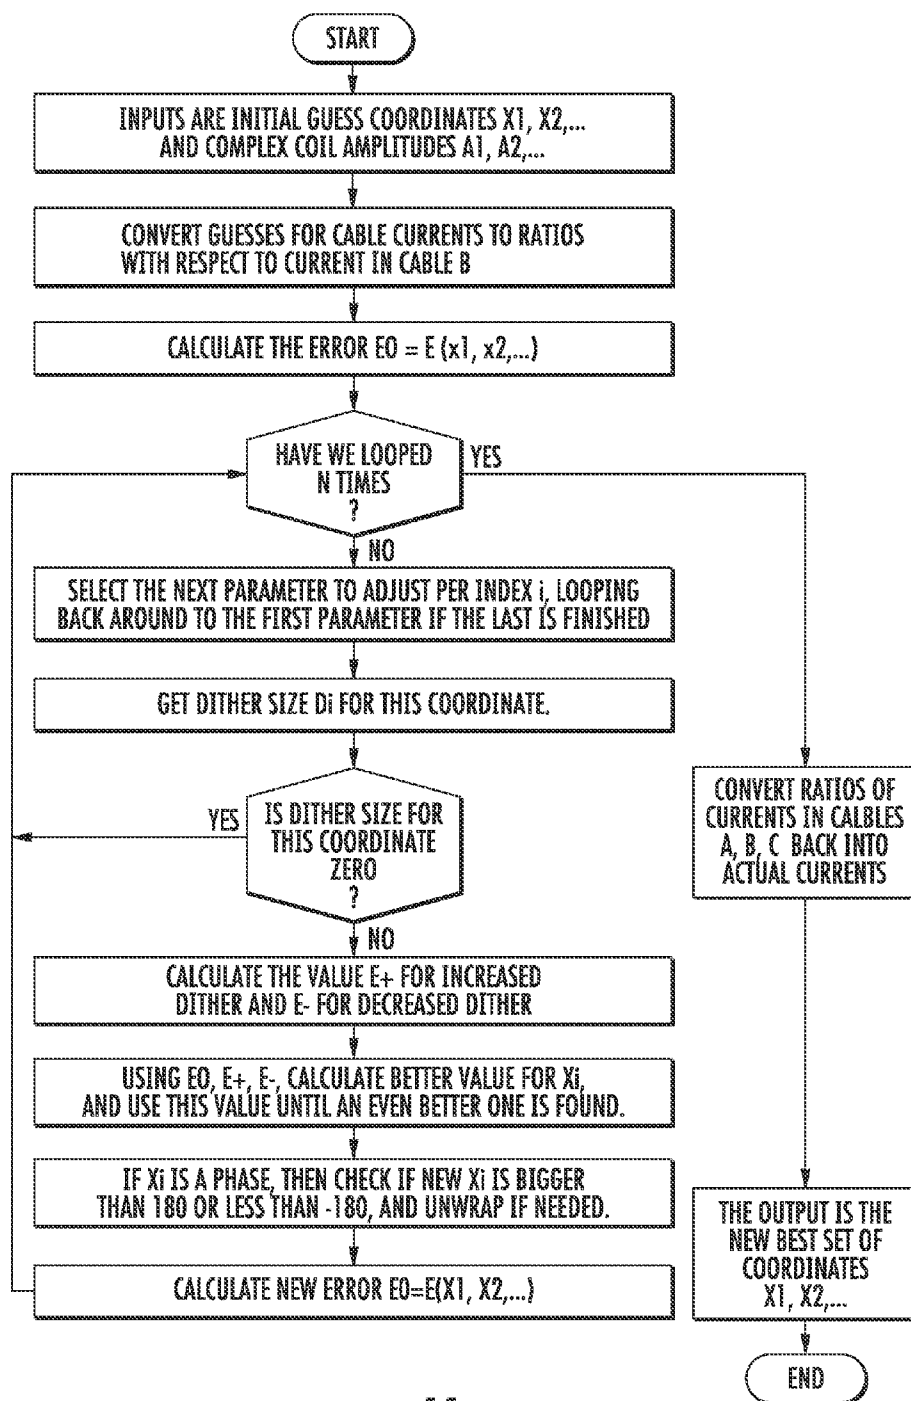 START
INPUTS ARE INITIAL GUESS COORDINATES X1, X2,...
AND COMPLEX COIL AMPLITUDES A1, A2,...
CONVERT GUESSES FOR CABLE CURRENTS TO RATIOS
WITH RESPECT TO CURRENT IN CABLE B
CALCULATE THE ERROR E0 = E (x1, x2,...)
HAVE WE LOOPED
N TIMES
?
YES
NO
SELECT THE NEXT PARAMETER TO ADJUST PER INDEX i, LOOPING
BACK AROUND TO THE FIRST PARAMETER IF THE LAST IS FINISHED
GET DITHER SIZE Di FOR THIS COORDINATE.
IS DITHER SIZE FOR
THIS COORDINATE
ZERO
?
YES
NO
CALCULATE THE VALUE E+ FOR INCREASED
DITHER AND E- FOR DECREASED DITHER
USING E0, E+, E-, CALCULATE BETTER VALUE FOR Xi,
AND USE THIS VALUE UNTIL AN EVEN BETTER ONE IS FOUND.
IF Xi IS A PHASE, THEN CHECK IF NEW Xi IS BIGGER
THAN 180 OR LESS THAN -180, AND UNWRAP IF NEEDED.
CALCULATE NEW ERROR E0=E(X1, X2,...)
CONVERT RATIOS OF
CURRENTS IN CALBLES
A, B, C BACK INTO
ACTUAL CURRENTS
THE OUTPUT IS THE
NEW BEST SET OF
COORDINATES
X1, X2,...
END